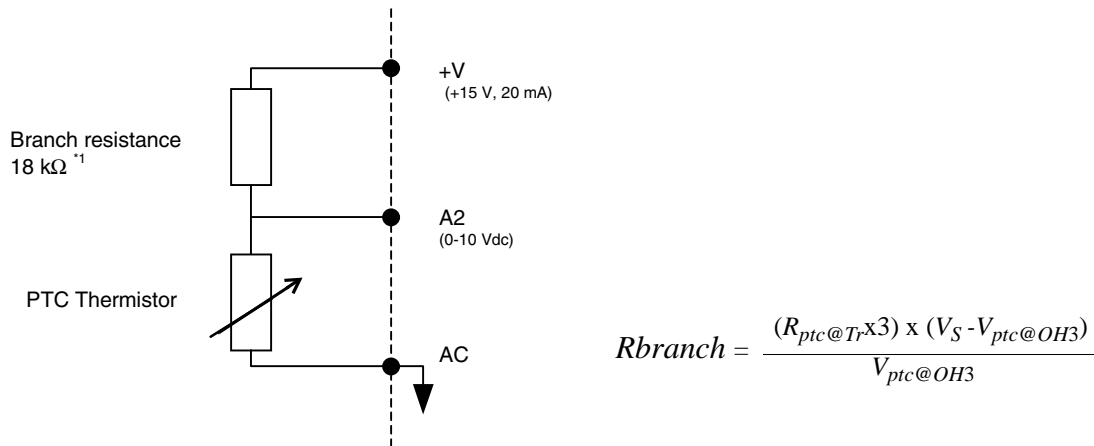 +V
(+15 V, 20 mA)
Branch resistance
18 kΩ *1
A2
(0-10 Vdc)
PTC Thermistor
AC
Rbranch = (Rptc@Trx3) x (VS -Vptc@OH3)
Vptc@OH3